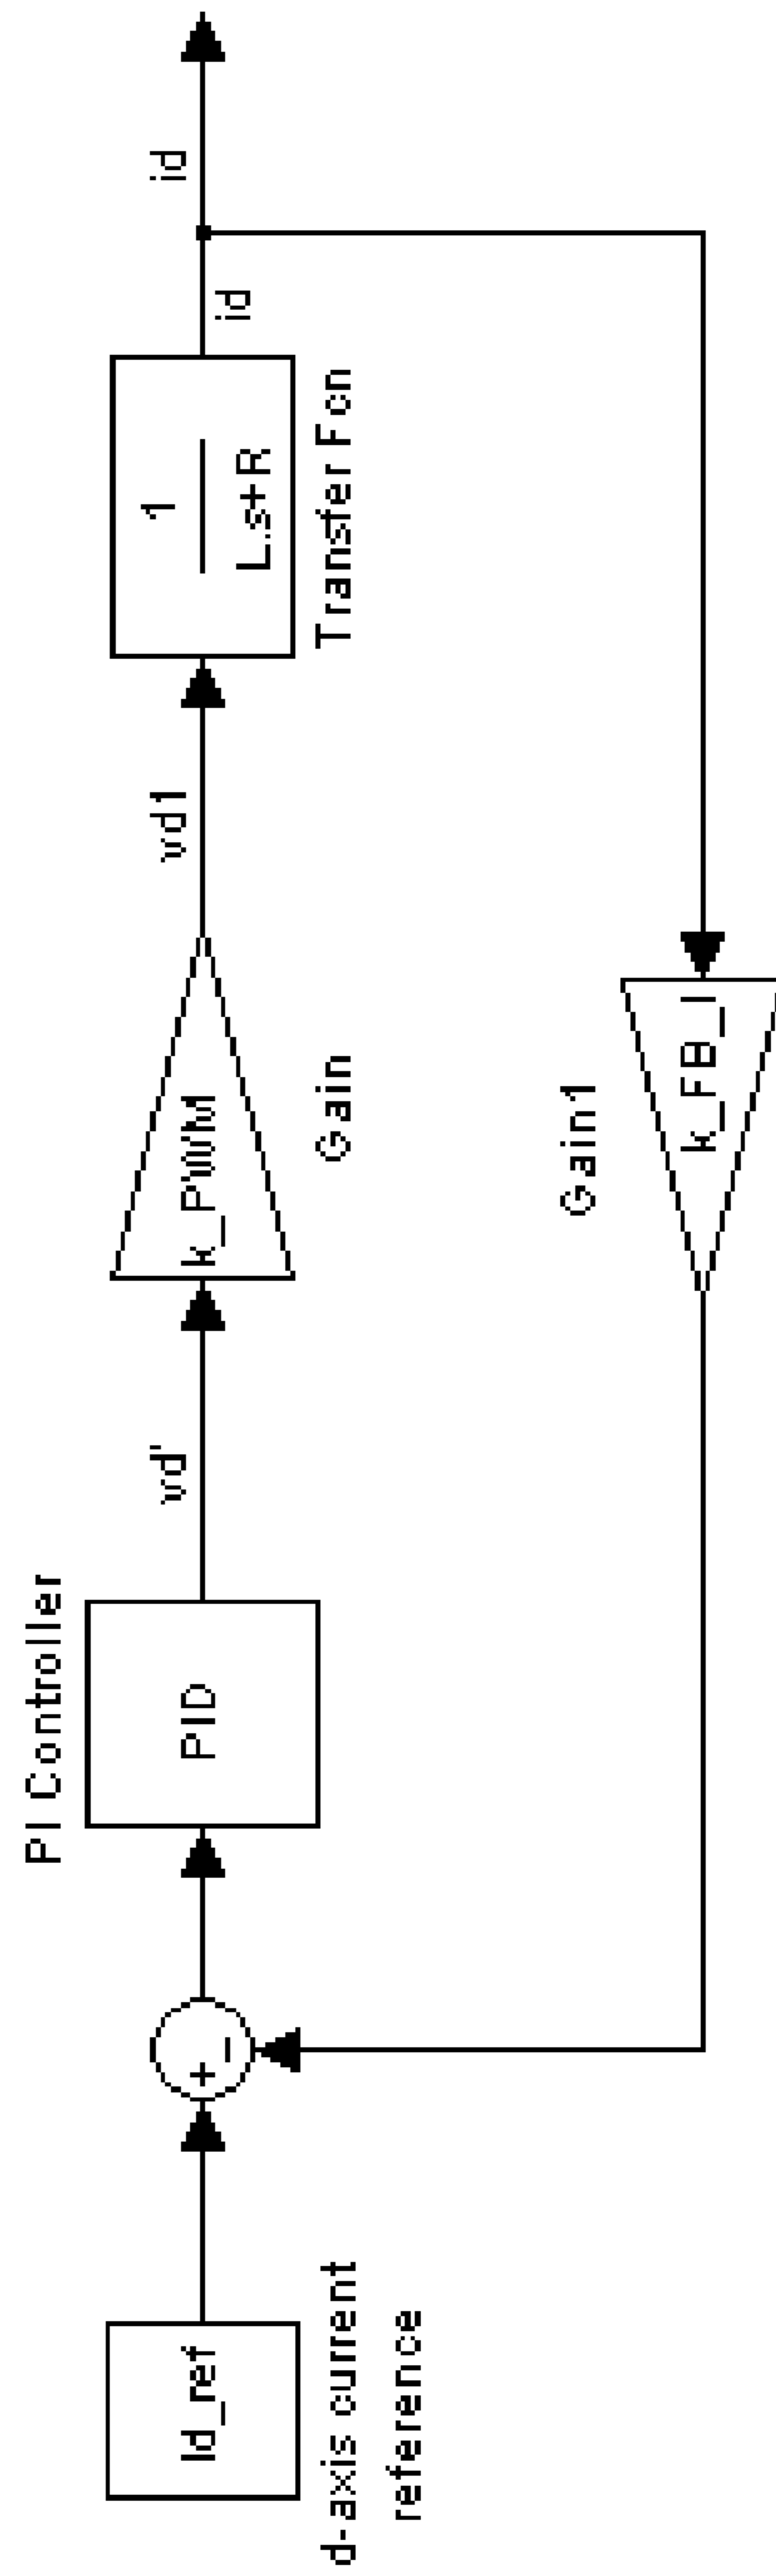 PI Controller
Id_ref
+
−
PID
vd'
k_PWM
vd1
1
L.s+R
id
id
d-axis current
reference
Gain
Transfer Fcn
Gain1
k_FB_I